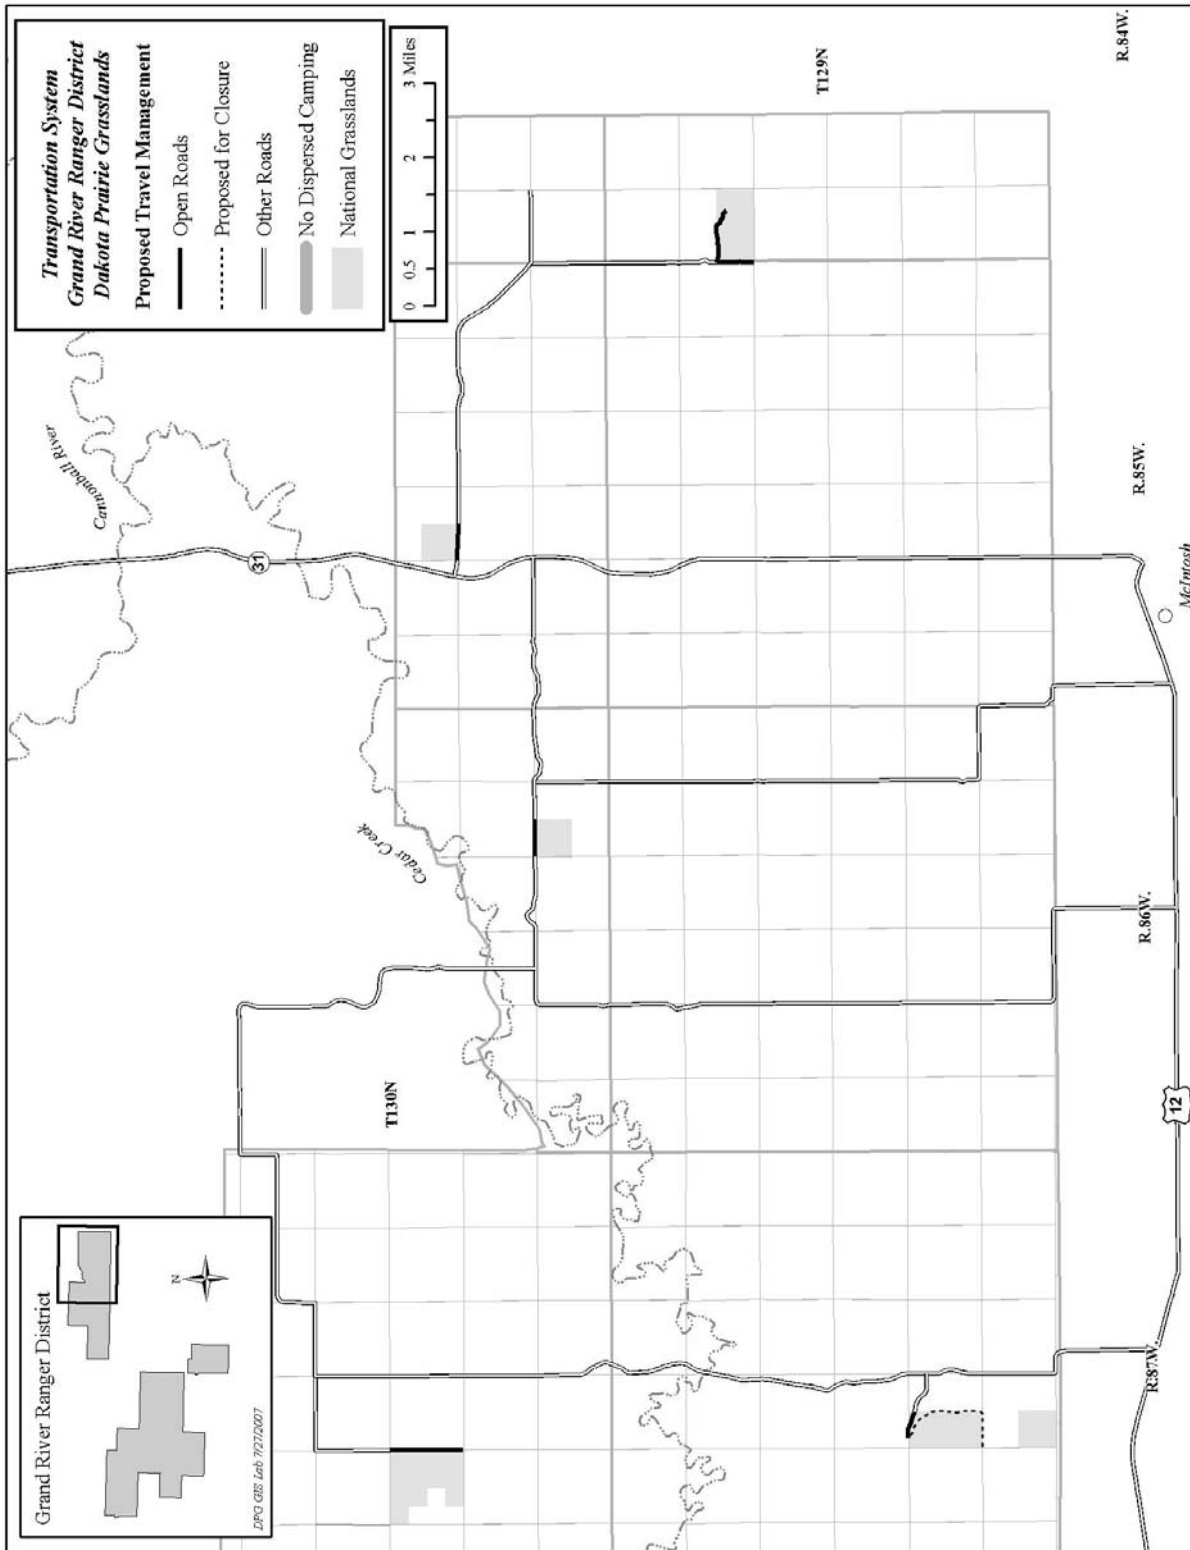 Grand River Ranger District
N
DPG GIS Lab 7/27/2007
Transportation System
Grand River Ranger District
Dakota Prairie Grasslands
Proposed Travel Management
Open Roads
Proposed for Closure
Other Roads
No Dispersed Camping
National Grasslands
0 0.5 1 2 3 Miles
Cannonball River
31
Cedar Creek
T130N
T129N
12
R.87W.
R.86W.
R.85W.
R.84W.
McIntosh